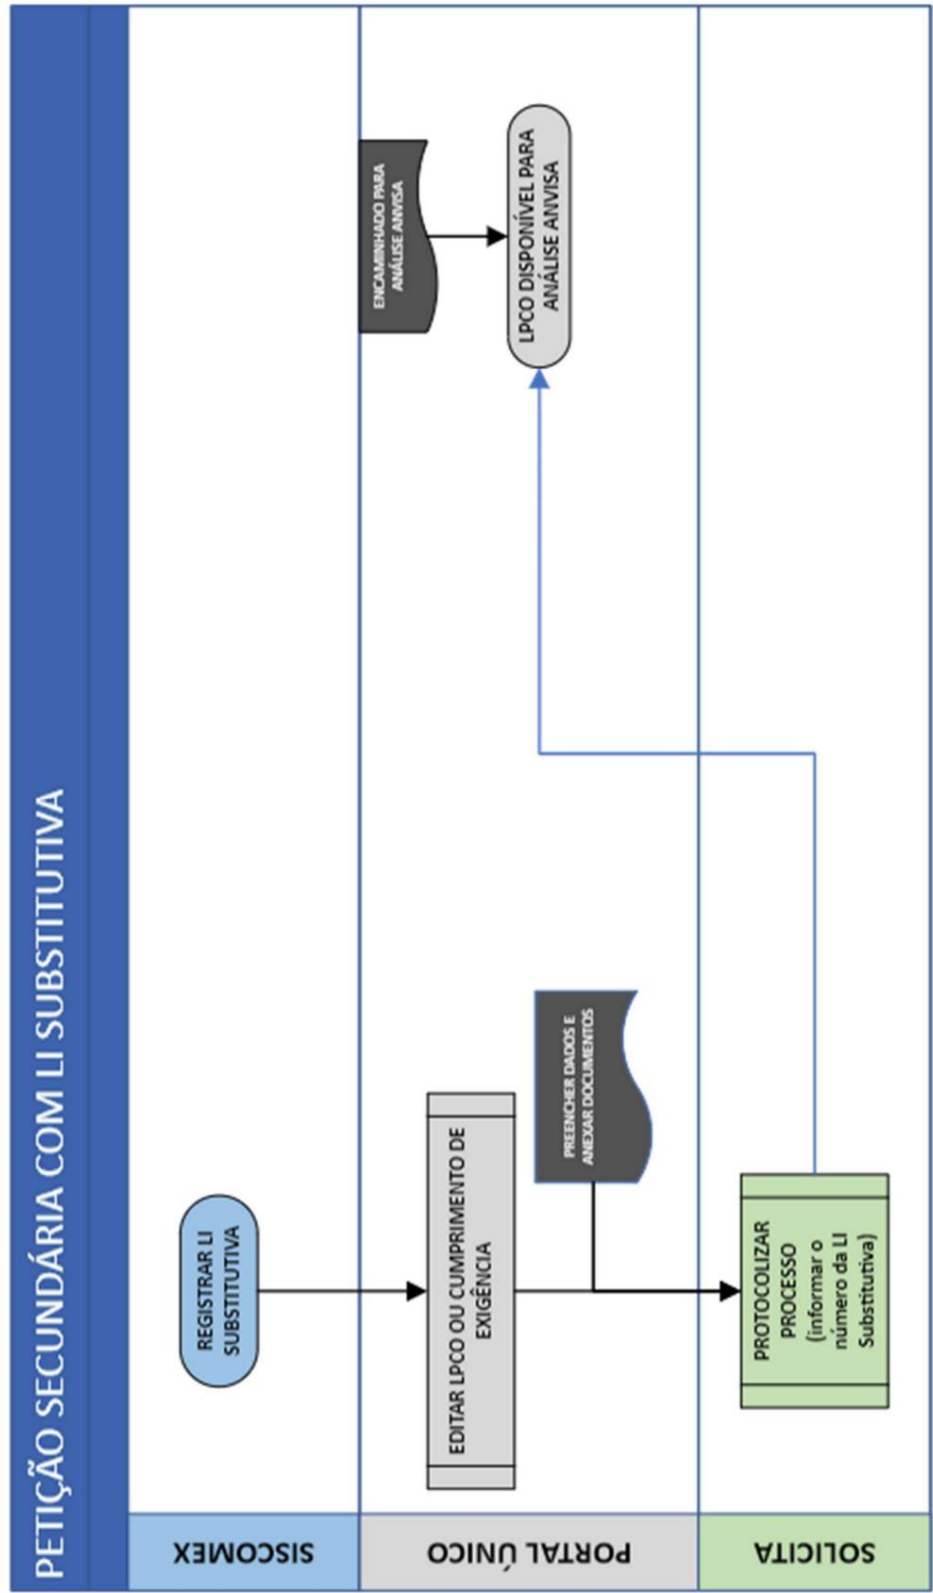 PETIÇÃO SECUNDÁRIA COM LI SUBSTITUTIVA
SISCOMEX
REGISTRAR LI
SUBSTITUTIVA
PORTAL ÚNICO
EDITAR LPCO OU CUMPRIMENTO DE
EXIGÊNCIA
PREENCHER DADOS E
ANEXAR DOCUMENTOS
ENCAMINHADO PARA
ANÁLISE ANVISA
LPCO DISPONÍVEL PARA
ANÁLISE ANVISA
SOLICITA
PROTOCOLIZAR
PROCESSO
(informar o
número da LI
Substitutiva)